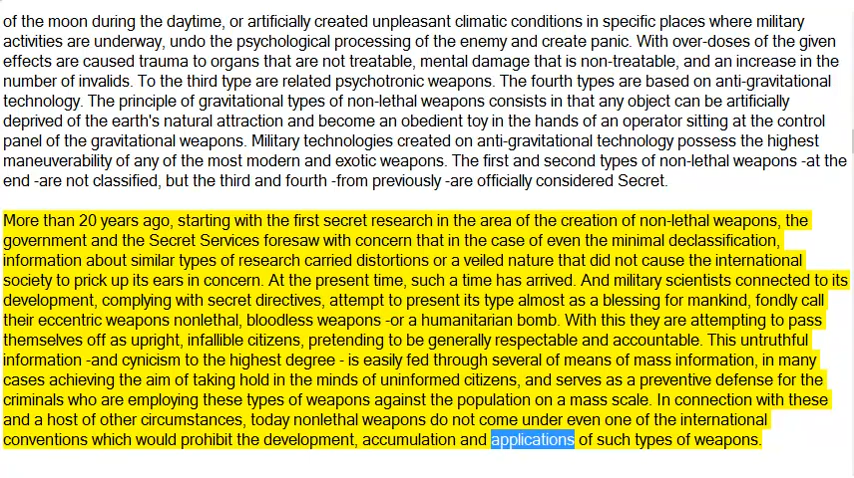 of the moon during the daytime, or artificially created unpleasant climatic conditions in specific places where military
activities are underway, undo the psychological processing of the enemy and create panic. With over-doses of the given
effects are caused trauma to organs that are not treatable, mental damage that is non-treatable, and an increase in the
number of invalids. To the third type are related psychotronic weapons. The fourth types are based on anti-gravitational
technology. The principle of gravitational types of non-lethal weapons consists in that any object can be artificially
deprived of the earth's natural attraction and become an obedient toy in the hands of an operator sitting at the control
panel of the gravitational weapons. Military technologies created on anti-gravitational technology possess the highest
maneuverability of any of the most modern and exotic weapons. The first and second types of non-lethal weapons -at the
end -are not classified, but the third and fourth -from previously -are officially considered Secret.
More than 20 years ago, starting with the first secret research in the area of the creation of non-lethal weapons, the
government and the Secret Services foresaw with concern that in the case of even the minimal declassification,
information about similar types of research carried distortions or a veiled nature that did not cause the international
society to prick up its ears in concern. At the present time, such a time has arrived. And military scientists connected to its
development, complying with secret directives, attempt to present its type almost as a blessing for mankind, fondly call
their eccentric weapons nonlethal, bloodless weapons -or a humanitarian bomb. With this they are attempting to pass
themselves off as upright, infallible citizens, pretending to be generally respectable and accountable. This untruthful
information -and cynicism to the highest degree - is easily fed through several of means of mass information, in many
cases achieving the aim of taking hold in the minds of uninformed citizens, and serves as a preventive defense for the
criminals who are employing these types of weapons against the population on a mass scale. In connection with these
and a host of other circumstances, today nonlethal weapons do not come under even one of the international
conventions which would prohibit the development, accumulation and applications of such types of weapons.